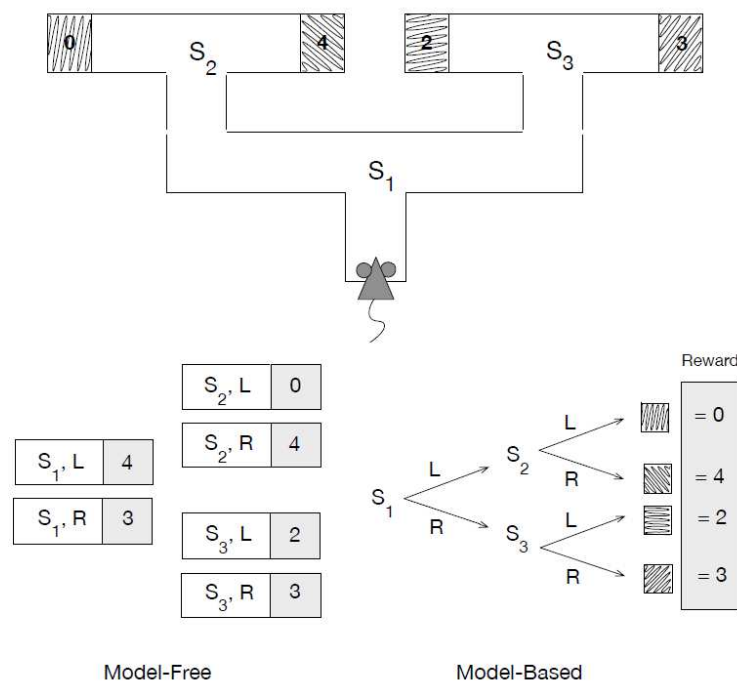 0 S₂ 4 2 S₃ 3
S₁
Reward
S₂, L 0
S₂, R 4
S₁, L 4
S₁, R 3
S₃, L 2
S₃, R 3
S₁
L
R
S₂
S₃
L
R
L
R
= 0
= 4
= 2
= 3
Model-Free
Model-Based